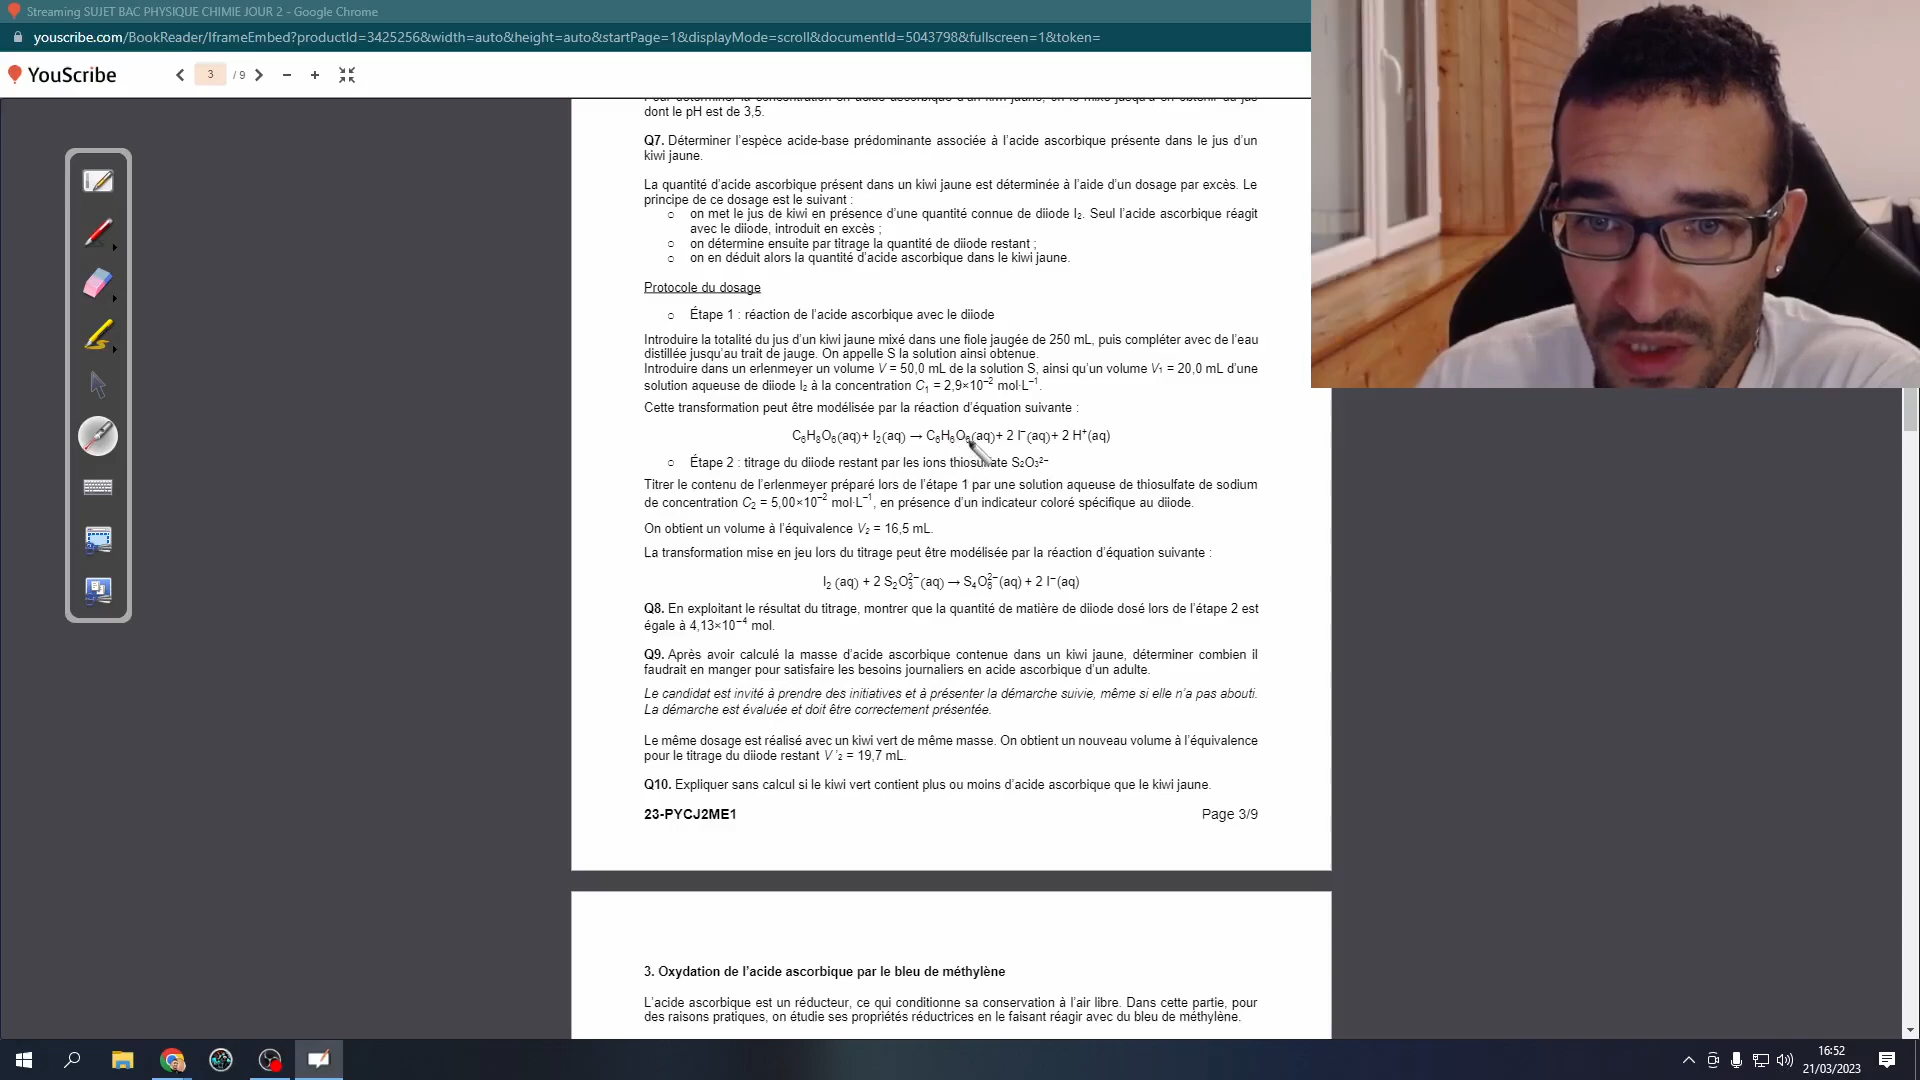 Streaming SUJET BAC PHYSIQUE CHIMIE JOUR 2 - Google Chrome
youscribe.com/BookReader/IframeEmbed?productId=3425256&width=auto&height=auto&startPage=1&displayMode=scroll&documentId=5043798&fullscreen=1&token=
YouScribe
3 / 9
dont le pH est de 3,5.
Q7. Déterminer l'espèce acide-base prédominante associée à l'acide ascorbique présente dans le jus d'un
kiwi jaune.
La quantité d'acide ascorbique présent dans un kiwi jaune est déterminée à l'aide d'un dosage par excès. Le
principe de ce dosage est le suivant :
○ on met le jus de kiwi en présence d'une quantité connue de diiode I₂. Seul l'acide ascorbique réagit
avec le diiode, introduit en excès ;
○ on détermine ensuite par titrage la quantité de diiode restant ;
○ on en déduit alors la quantité d'acide ascorbique dans le kiwi jaune.
Protocole du dosage
○ Étape 1 : réaction de l'acide ascorbique avec le diiode
Introduire la totalité du jus d'un kiwi jaune mixé dans une fiole jaugée de 250 mL, puis compléter avec de l'eau
distillée jusqu'au trait de jauge. On appelle S la solution ainsi obtenue.
Introduire dans un erlenmeyer un volume V = 50,0 mL de la solution S, ainsi qu'un volume V₁ = 20,0 mL d'une
solution aqueuse de diiode I₂ à la concentration C₁ = 2,9×10⁻² mol·L⁻¹.
Cette transformation peut être modélisée par la réaction d'équation suivante :
C₆H₈O₆(aq)+ I₂(aq) → C₆H₆O₆(aq)+ 2 I⁻(aq)+ 2 H⁺(aq)
○ Étape 2 : titrage du diiode restant par les ions thiosulfate S₂O₃²⁻
Titrer le contenu de l'erlenmeyer préparé lors de l'étape 1 par une solution aqueuse de thiosulfate de sodium
de concentration C₂ = 5,00×10⁻² mol·L⁻¹, en présence d'un indicateur coloré spécifique au diiode.
On obtient un volume à l'équivalence V₂ = 16,5 mL.
La transformation mise en jeu lors du titrage peut être modélisée par la réaction d'équation suivante :
I₂ (aq) + 2 S₂O₃²⁻(aq) → S₄O₆²⁻(aq) + 2 I⁻(aq)
Q8. En exploitant le résultat du titrage, montrer que la quantité de matière de diiode dosé lors de l'étape 2 est
égale à 4,13×10⁻⁴ mol.
Q9. Après avoir calculé la masse d'acide ascorbique contenue dans un kiwi jaune, déterminer combien il
faudrait en manger pour satisfaire les besoins journaliers en acide ascorbique d'un adulte.
Le candidat est invité à prendre des initiatives et à présenter la démarche suivie, même si elle n'a pas abouti.
La démarche est évaluée et doit être correctement présentée.
Le même dosage est réalisé avec un kiwi vert de même masse. On obtient un nouveau volume à l'équivalence
pour le titrage du diiode restant V'₂ = 19,7 mL.
Q10. Expliquer sans calcul si le kiwi vert contient plus ou moins d'acide ascorbique que le kiwi jaune.
23-PYCJ2ME1 Page 3/9
3. Oxydation de l'acide ascorbique par le bleu de méthylène
L'acide ascorbique est un réducteur, ce qui conditionne sa conservation à l'air libre. Dans cette partie, pour
des raisons pratiques, on étudie ses propriétés réductrices en le faisant réagir avec du bleu de méthylène.
16:52
21/03/2023